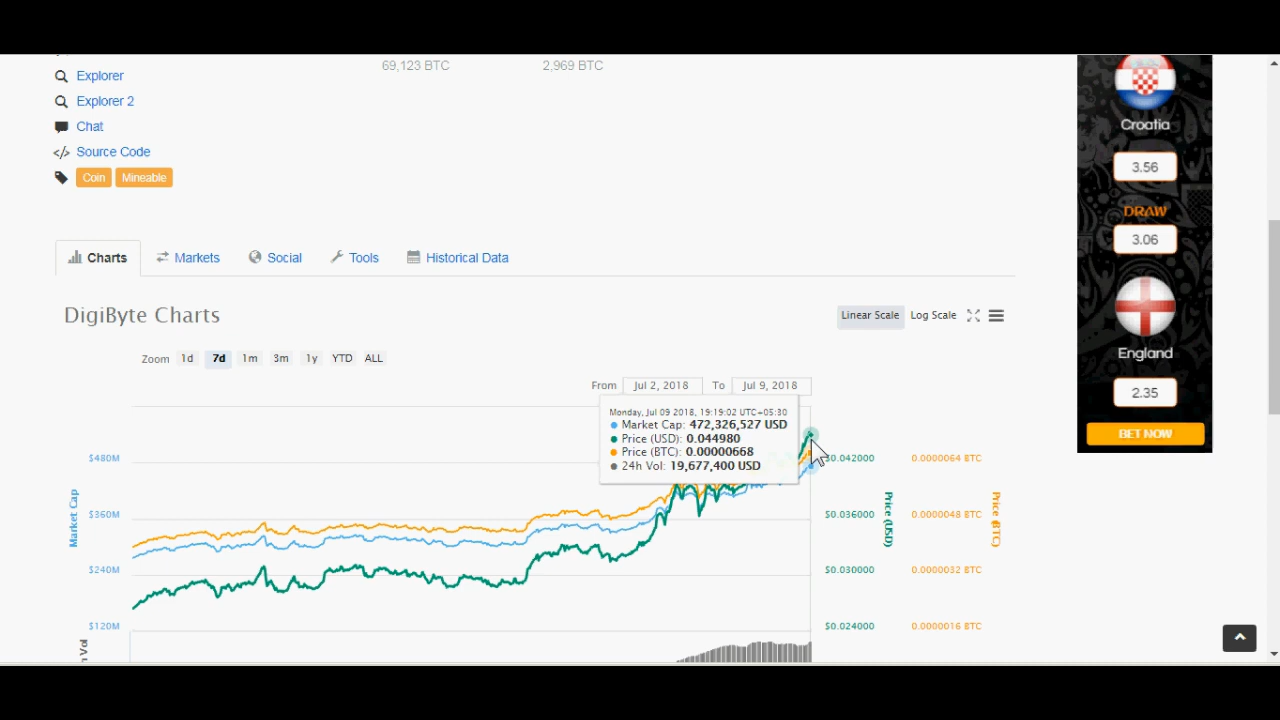 69,123 BTC 2,969 BTC
Explorer
Explorer 2
Chat
Source Code
Coin Mineable
Charts Markets Social Tools Historical Data
DigiByte Charts
Linear Scale Log Scale
Zoom 1d 7d 1m 3m 1y YTD ALL
From Jul 2, 2018 To Jul 9, 2018
Monday, Jul 09 2018, 19:19:02 UTC+05:30
Market Cap: 472,326,527 USD
Price (USD): 0.044980
Price (BTC): 0.00000668
24h Vol: 19,677,400 USD
$480M $0.042000 0.0000064 BTC
$360M $0.036000 0.0000048 BTC
$240M $0.030000 0.0000032 BTC
$120M $0.024000 0.0000016 BTC
Market Cap
Price (USD)
Price (BTC)
Vol
Croatia
3.56
DRAW
3.06
England
2.35
BET NOW